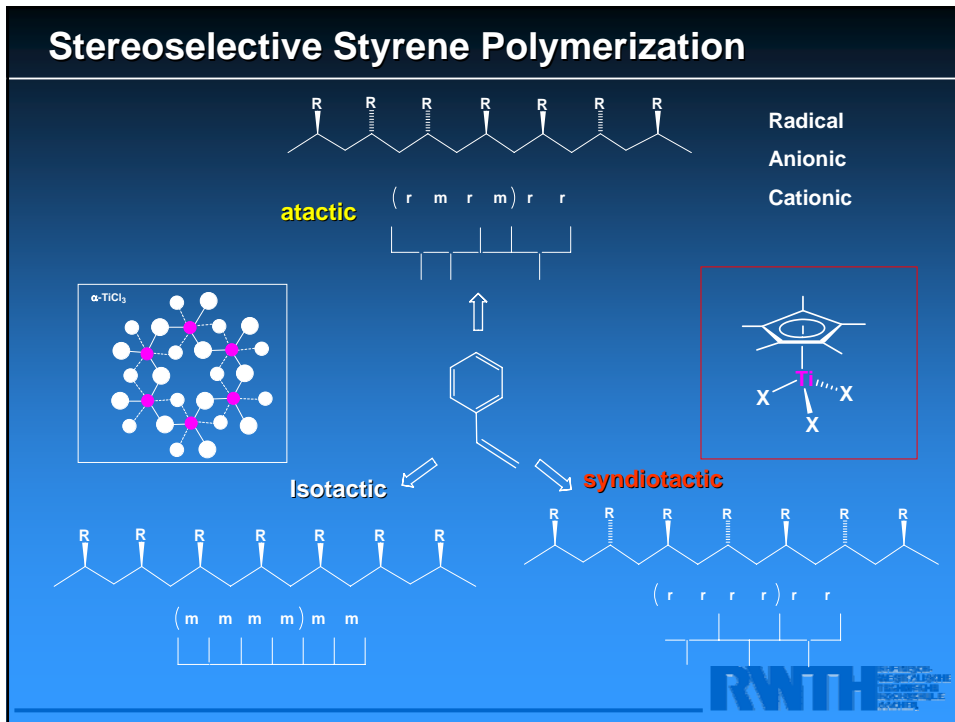 Stereoselective Styrene Polymerization
R R R R R R R
Radical
Anionic
Cationic
atactic
( r m r m ) r r
α-TiCl3
Ti
X X
X
Isotactic
syndiotactic
R R R R R R R
R R R R R R R
( m m m m ) m m
( r r r r ) r r
RWTH